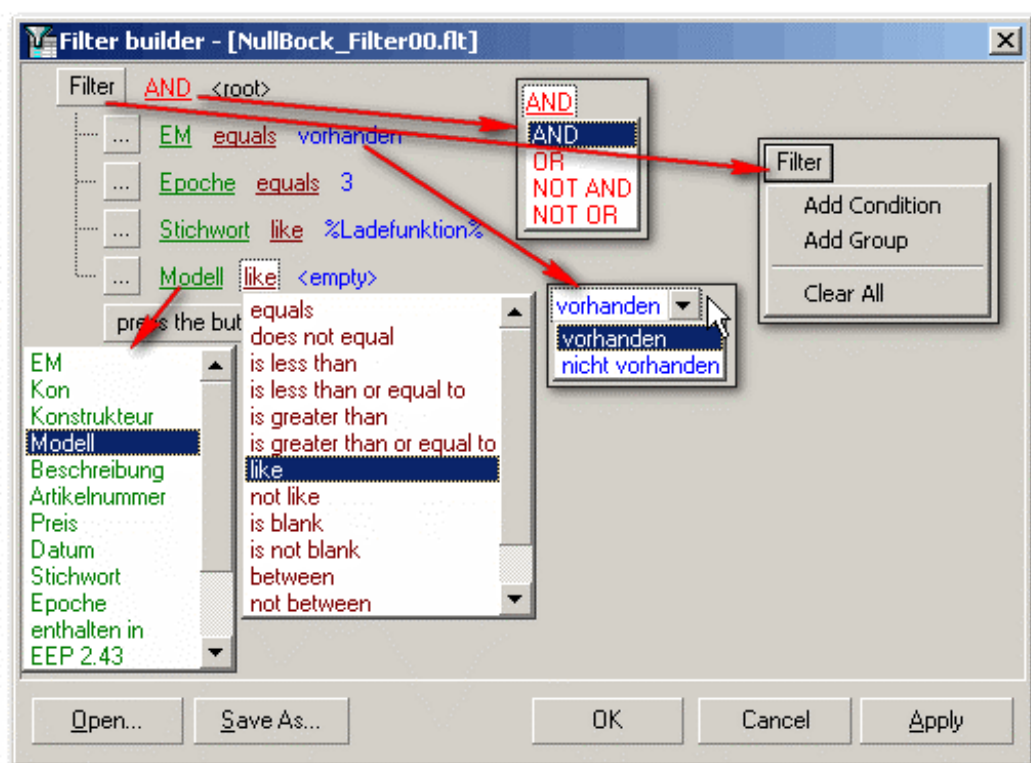 Filter builder - [NullBock_Filter00.flt]
Filter AND <root>
... EM equals vorhanden
... Epoche equals 3
... Stichwort like %Ladefunktion%
... Modell like <empty>
press the but
AND
AND
OR
NOT AND
NOT OR
Filter
Add Condition
Add Group
Clear All
vorhanden
vorhanden
nicht vorhanden
EM
Kon
Konstrukteur
Modell
Beschreibung
Artikelnummer
Preis
Datum
Stichwort
Epoche
enthalten in
EEP 2.43
equals
does not equal
is less than
is less than or equal to
is greater than
is greater than or equal to
like
not like
is blank
is not blank
between
not between
Open... Save As... OK Cancel Apply